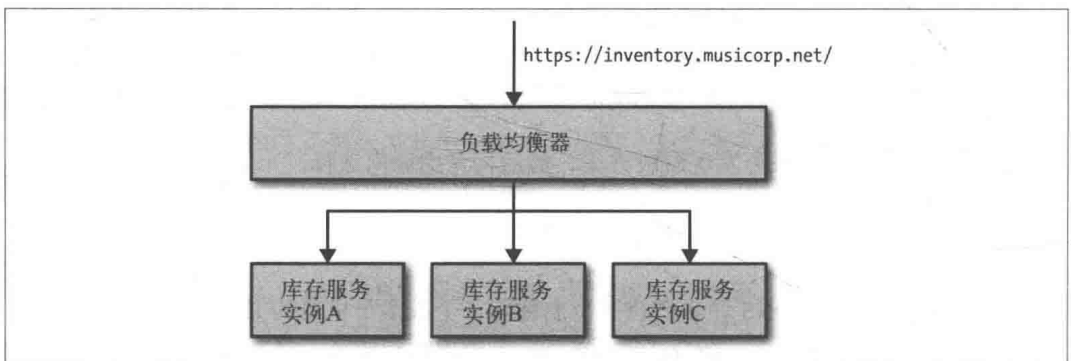 https://inventory.musicorp.net/
负载均衡器
库存服务
实例A
库存服务
实例B
库存服务
实例C